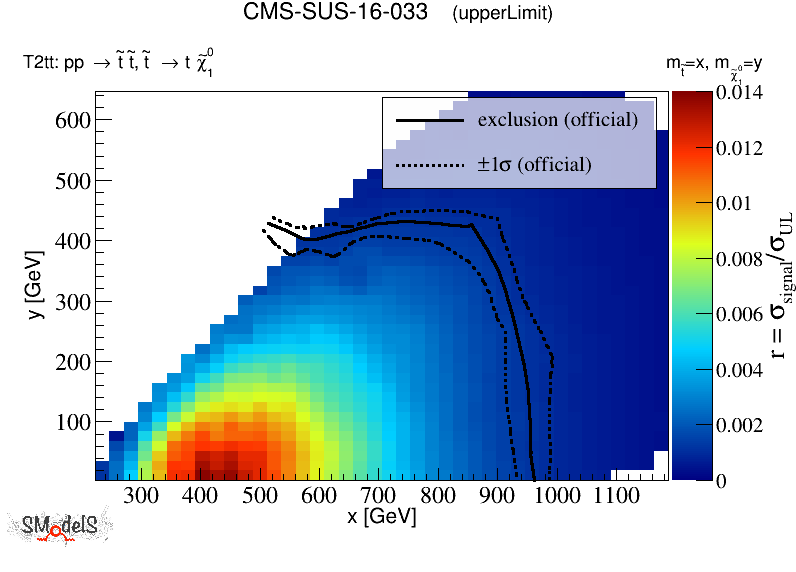 CMS-SUS-16-033 (upperLimit)
T2tt: pp → t̃ t̃, t̃ → t χ̃₁⁰
m_t̃=x, m_χ̃₁⁰=y
exclusion (official)
±1σ (official)
600
500
400
300
200
100
y [GeV]
300 400 500 600 700 800 900 1000 1100
x [GeV]
0.014
0.012
0.01
0.008
0.006
0.004
0.002
0
r = σ_signal/σ_UL
SModelS